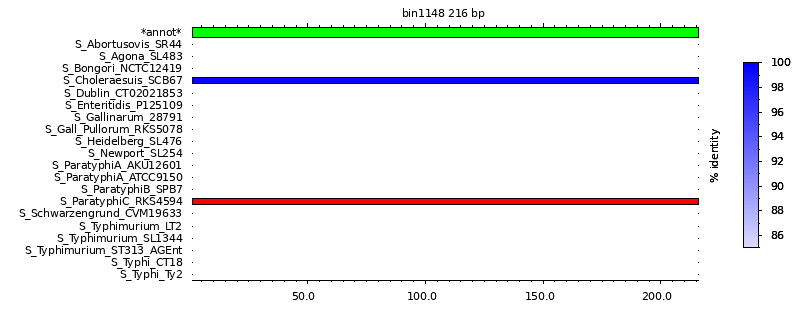 bin1148 216 bp
*annot*
S_Abortusovis_SR44
S_Agona_SL483
S_Bongori_NCTC12419
S_Choleraesuis_SCB67
S_Dublin_CT02021853
S_Enteritidis_P125109
S_Gallinarum_28791
S_Gall_Pullorum_RKS5078
S_Heidelberg_SL476
S_Newport_SL254
S_ParatyphiA_AKU12601
S_ParatyphiA_ATCC9150
S_ParatyphiB_SPB7
S_ParatyphiC_RKS4594
S_Schwarzengrund_CVM19633
S_Typhimurium_LT2
S_Typhimurium_SL1344
S_Typhimurium_ST313_AGEnt
S_Typhi_CT18
S_Typhi_Ty2
50.0
100.0
150.0
200.0
% identity
100
98
96
94
92
90
88
86